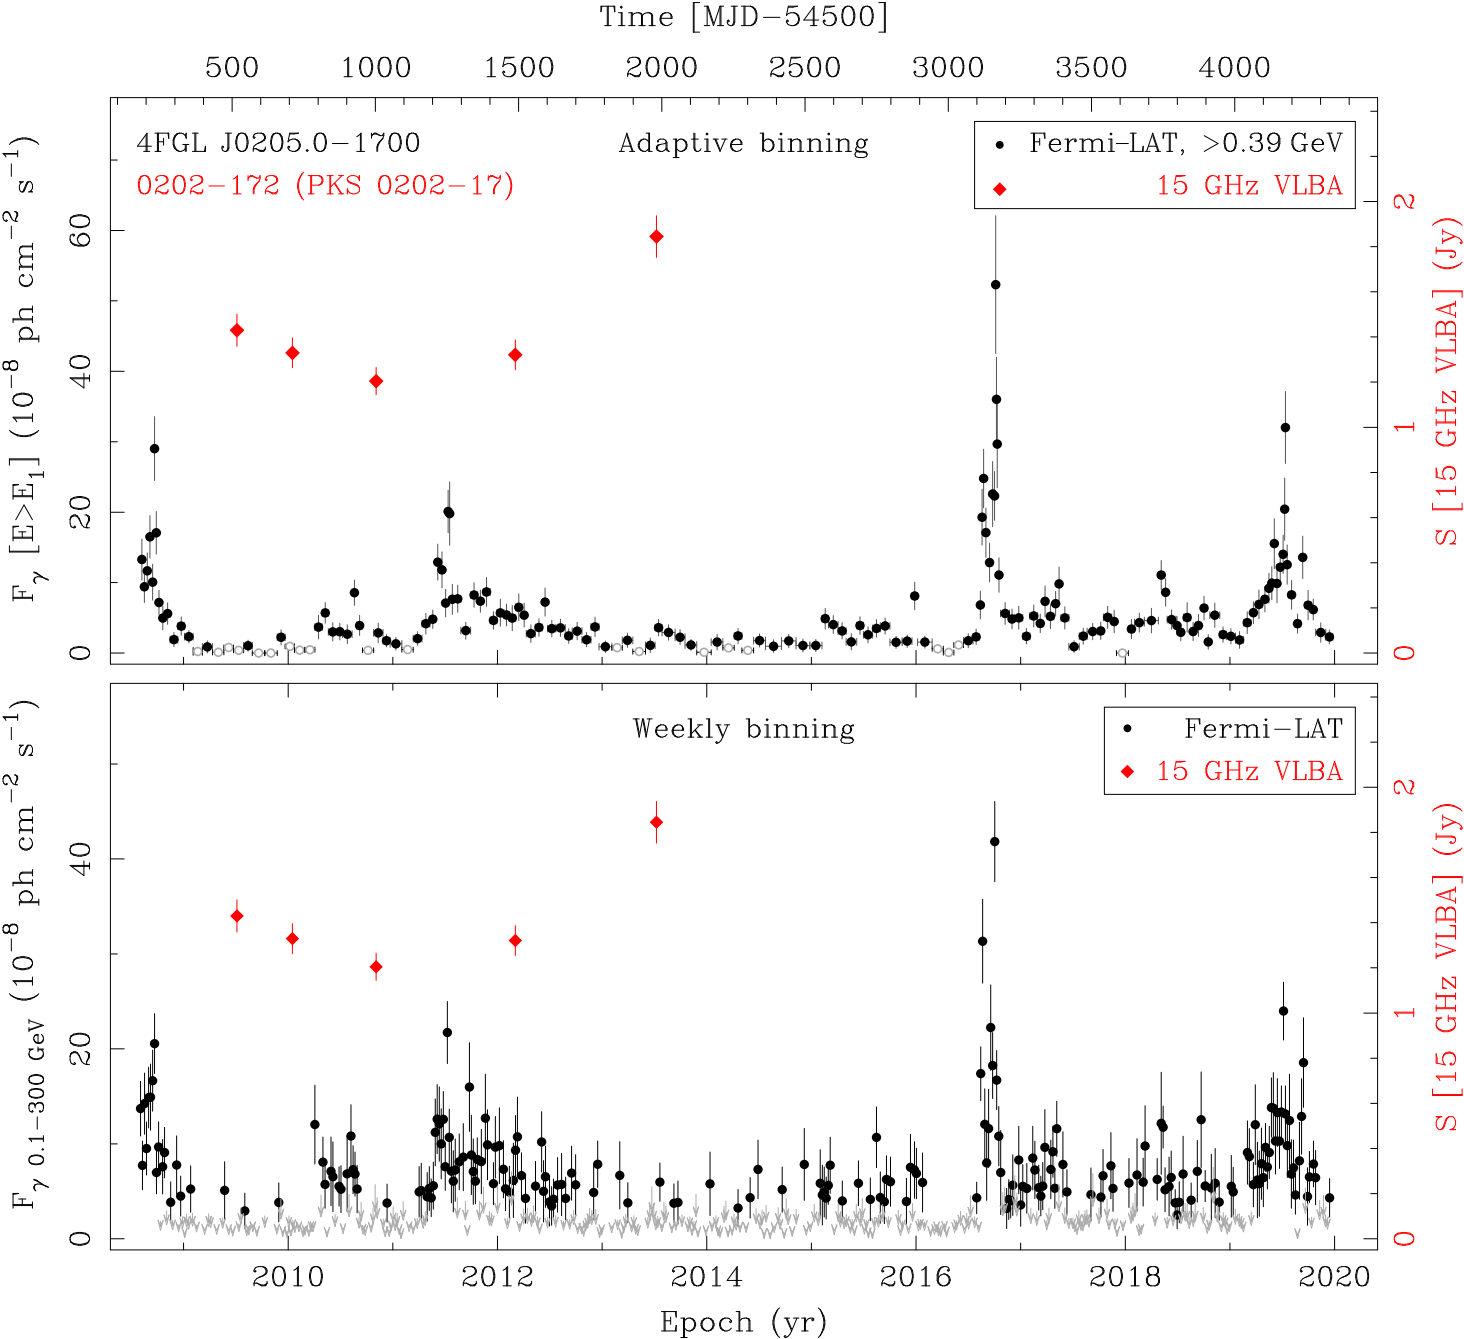 Time [MJD−54500]
500 1000 1500 2000 2500 3000 3500 4000
4FGL J0205.0−1700
0202−172 (PKS 0202−17)
Adaptive binning
Fermi−LAT, >0.39 GeV
15 GHz VLBA
F_γ [E>E_1] (10^−8 ph cm^−2 s^−1)
60
40
20
0
S [15 GHz VLBA] (Jy)
2
1
0
Weekly binning
Fermi−LAT
15 GHz VLBA
F_γ 0.1−300 GeV (10^−8 ph cm^−2 s^−1)
40
20
0
S [15 GHz VLBA] (Jy)
2
1
0
2010 2012 2014 2016 2018 2020
Epoch (yr)